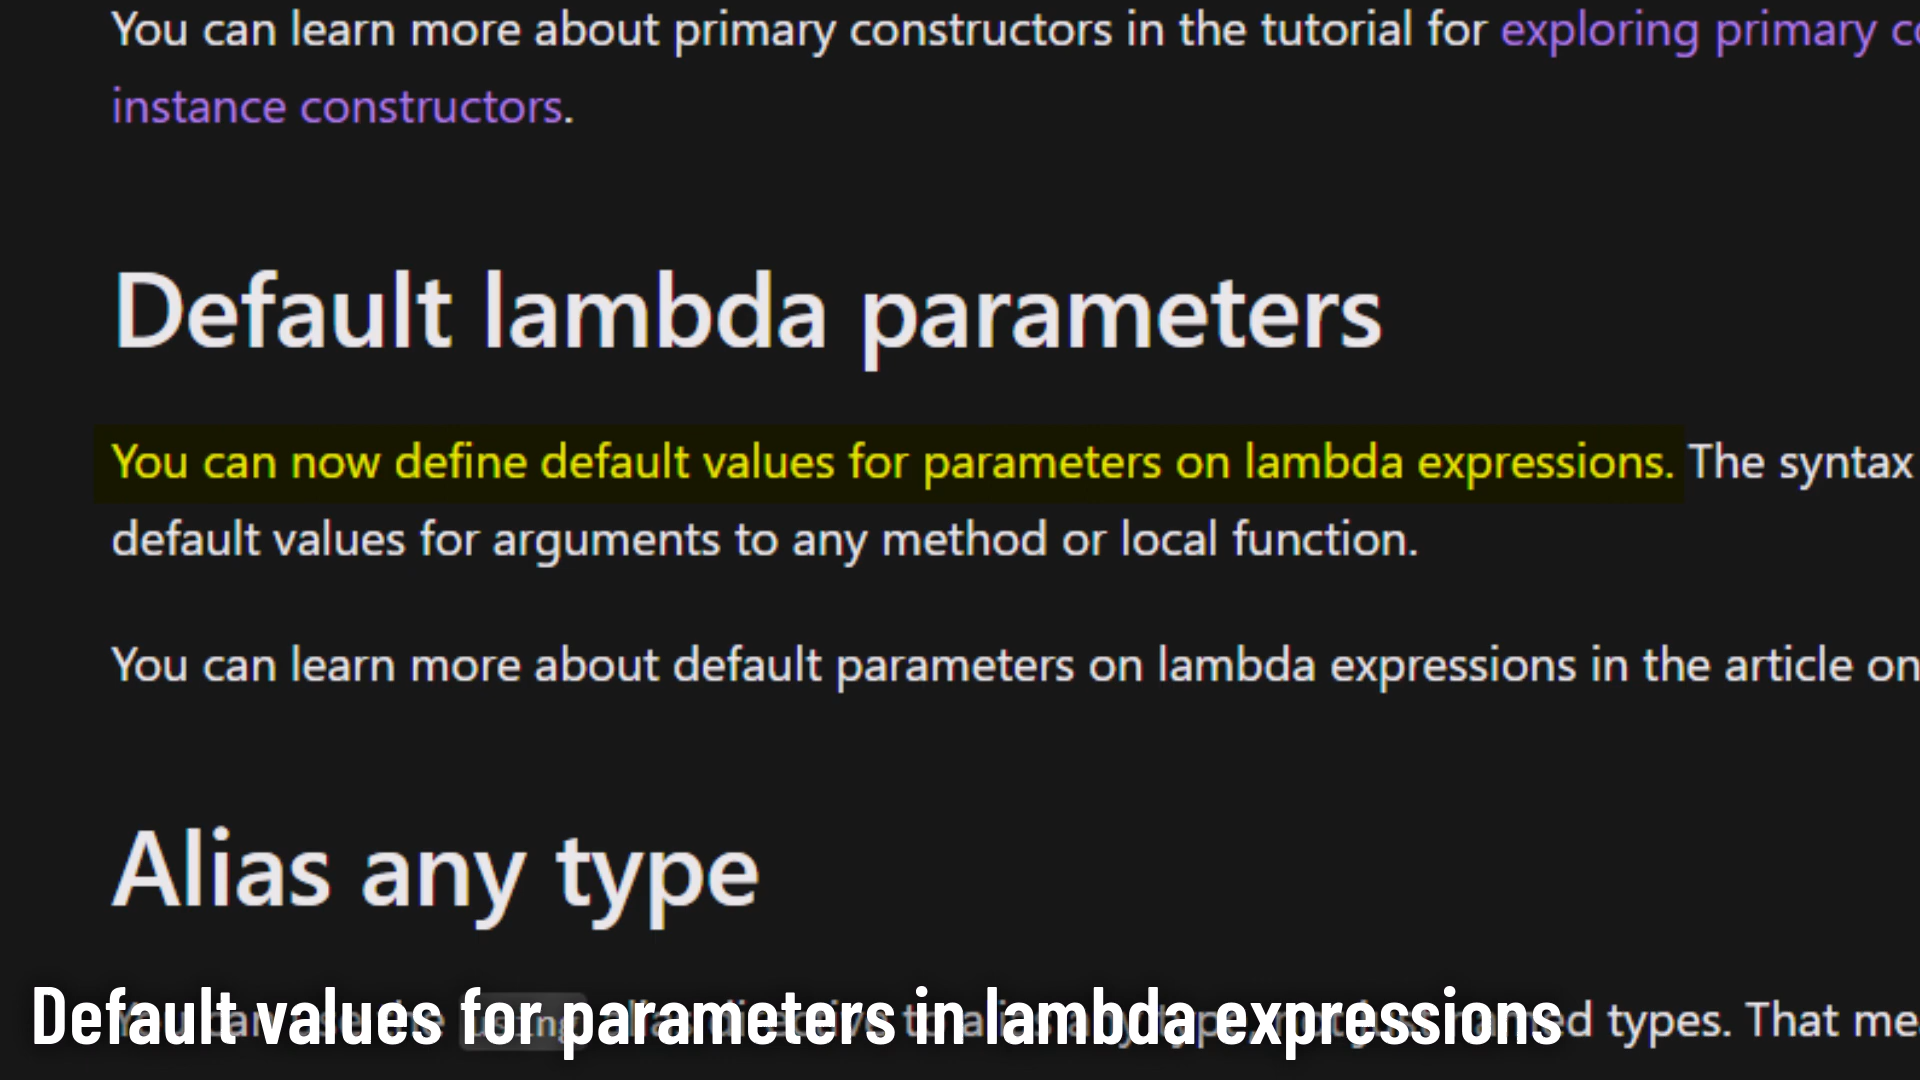 You can learn more about primary constructors in the tutorial for exploring primary
instance constructors.
Default lambda parameters
You can now define default values for parameters on lambda expressions. The syntax
default values for arguments to any method or local function.
You can learn more about default parameters on lambda expressions in the article on
Alias any type
types. That
Default values for parameters in lambda expressions